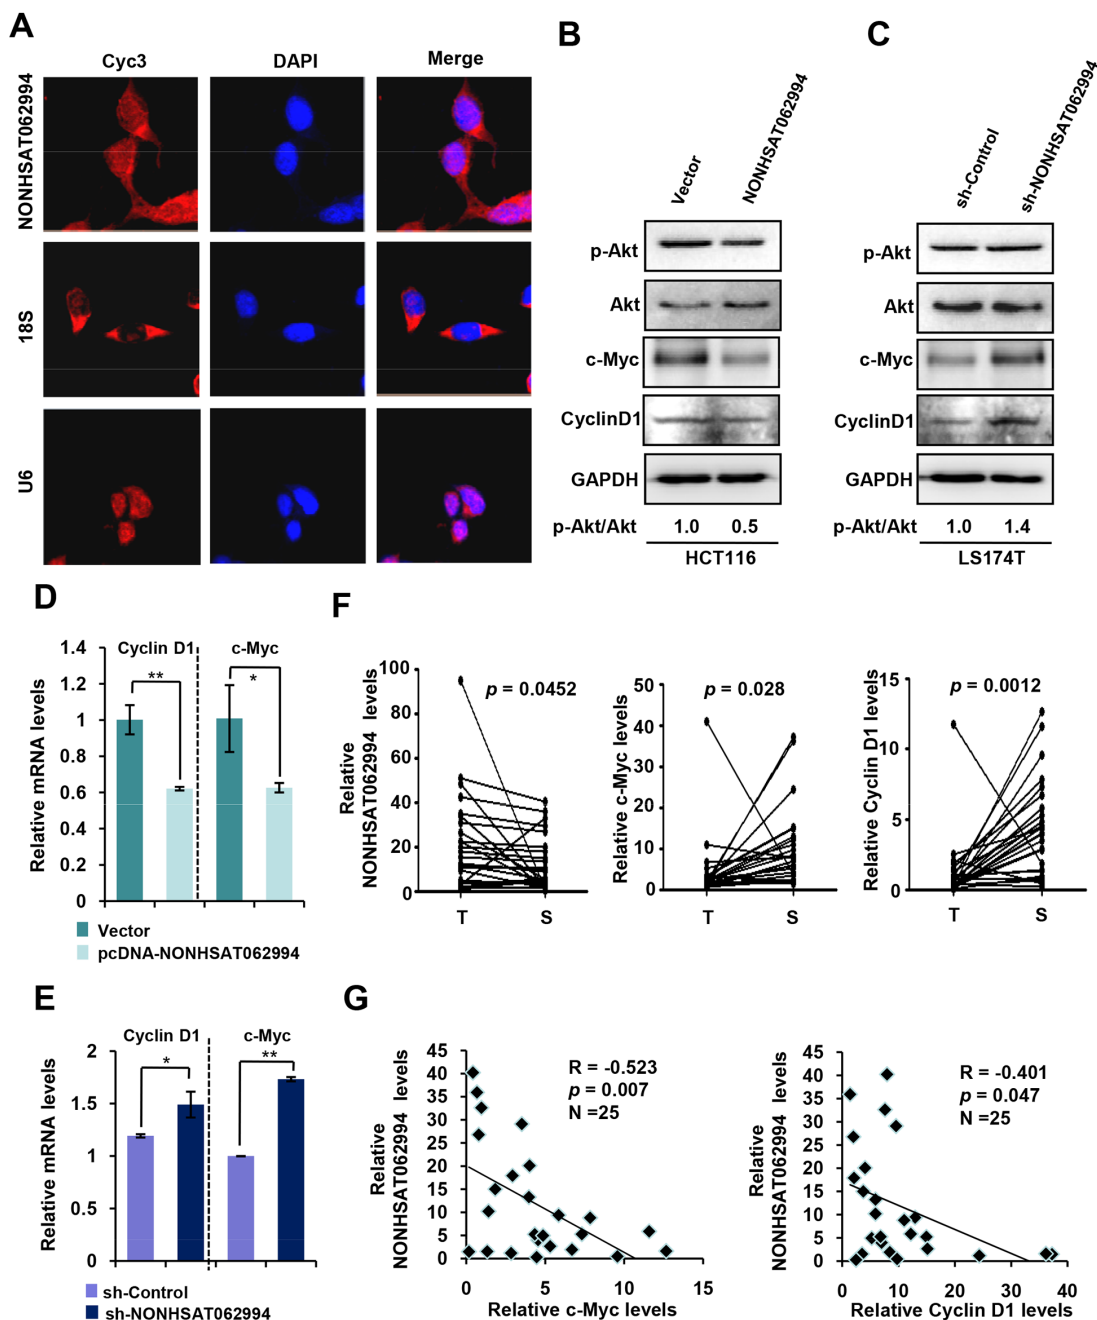 A
Cyc3 DAPI Merge
NONHSAT062994
18S
U6
B
Vector
NONHSAT062994
p-Akt
Akt
c-Myc
CyclinD1
GAPDH
p-Akt/Akt 1.0 0.5
HCT116
C
sh-Control
sh-NONHSAT062994
p-Akt
Akt
c-Myc
CyclinD1
GAPDH
p-Akt/Akt 1.0 1.4
LS174T
D
Relative mRNA levels
1.4
1.2
1
0.8
0.6
0.4
0.2
0
Cyclin D1 c-Myc
** *
Vector
pcDNA-NONHSAT062994
E
Relative mRNA levels
2
1.5
1
0.5
0
Cyclin D1 c-Myc
* **
sh-Control
sh-NONHSAT062994
F
Relative
NONHSAT062994 levels
100
80
60
40
20
0
p = 0.0452
T S
Relative c-Myc levels
50
40
30
20
10
0
p = 0.028
T S
Relative Cyclin D1 levels
15
10
5
0
p = 0.0012
T S
G
Relative
NONHSAT062994 levels
45
40
35
30
25
20
15
10
5
0
R = -0.523
p = 0.007
N =25
0 5 10 15
Relative c-Myc levels
Relative
NONHSAT062994 levels
45
40
35
30
25
20
15
10
5
0
R = -0.401
p = 0.047
N =25
0 10 20 30 40
Relative Cyclin D1 levels